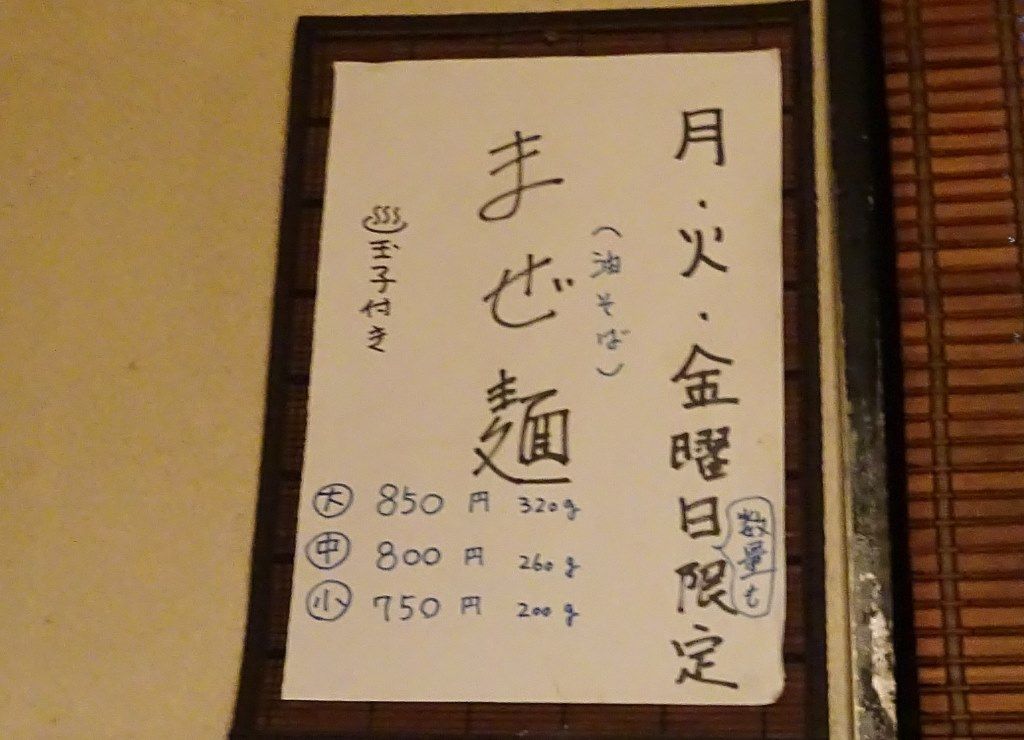 月・火・金曜日限定
数量も
(油そば)
まぜ麺
♨玉子付き
大 850円 320g
中 800円 260g
小 750円 200g